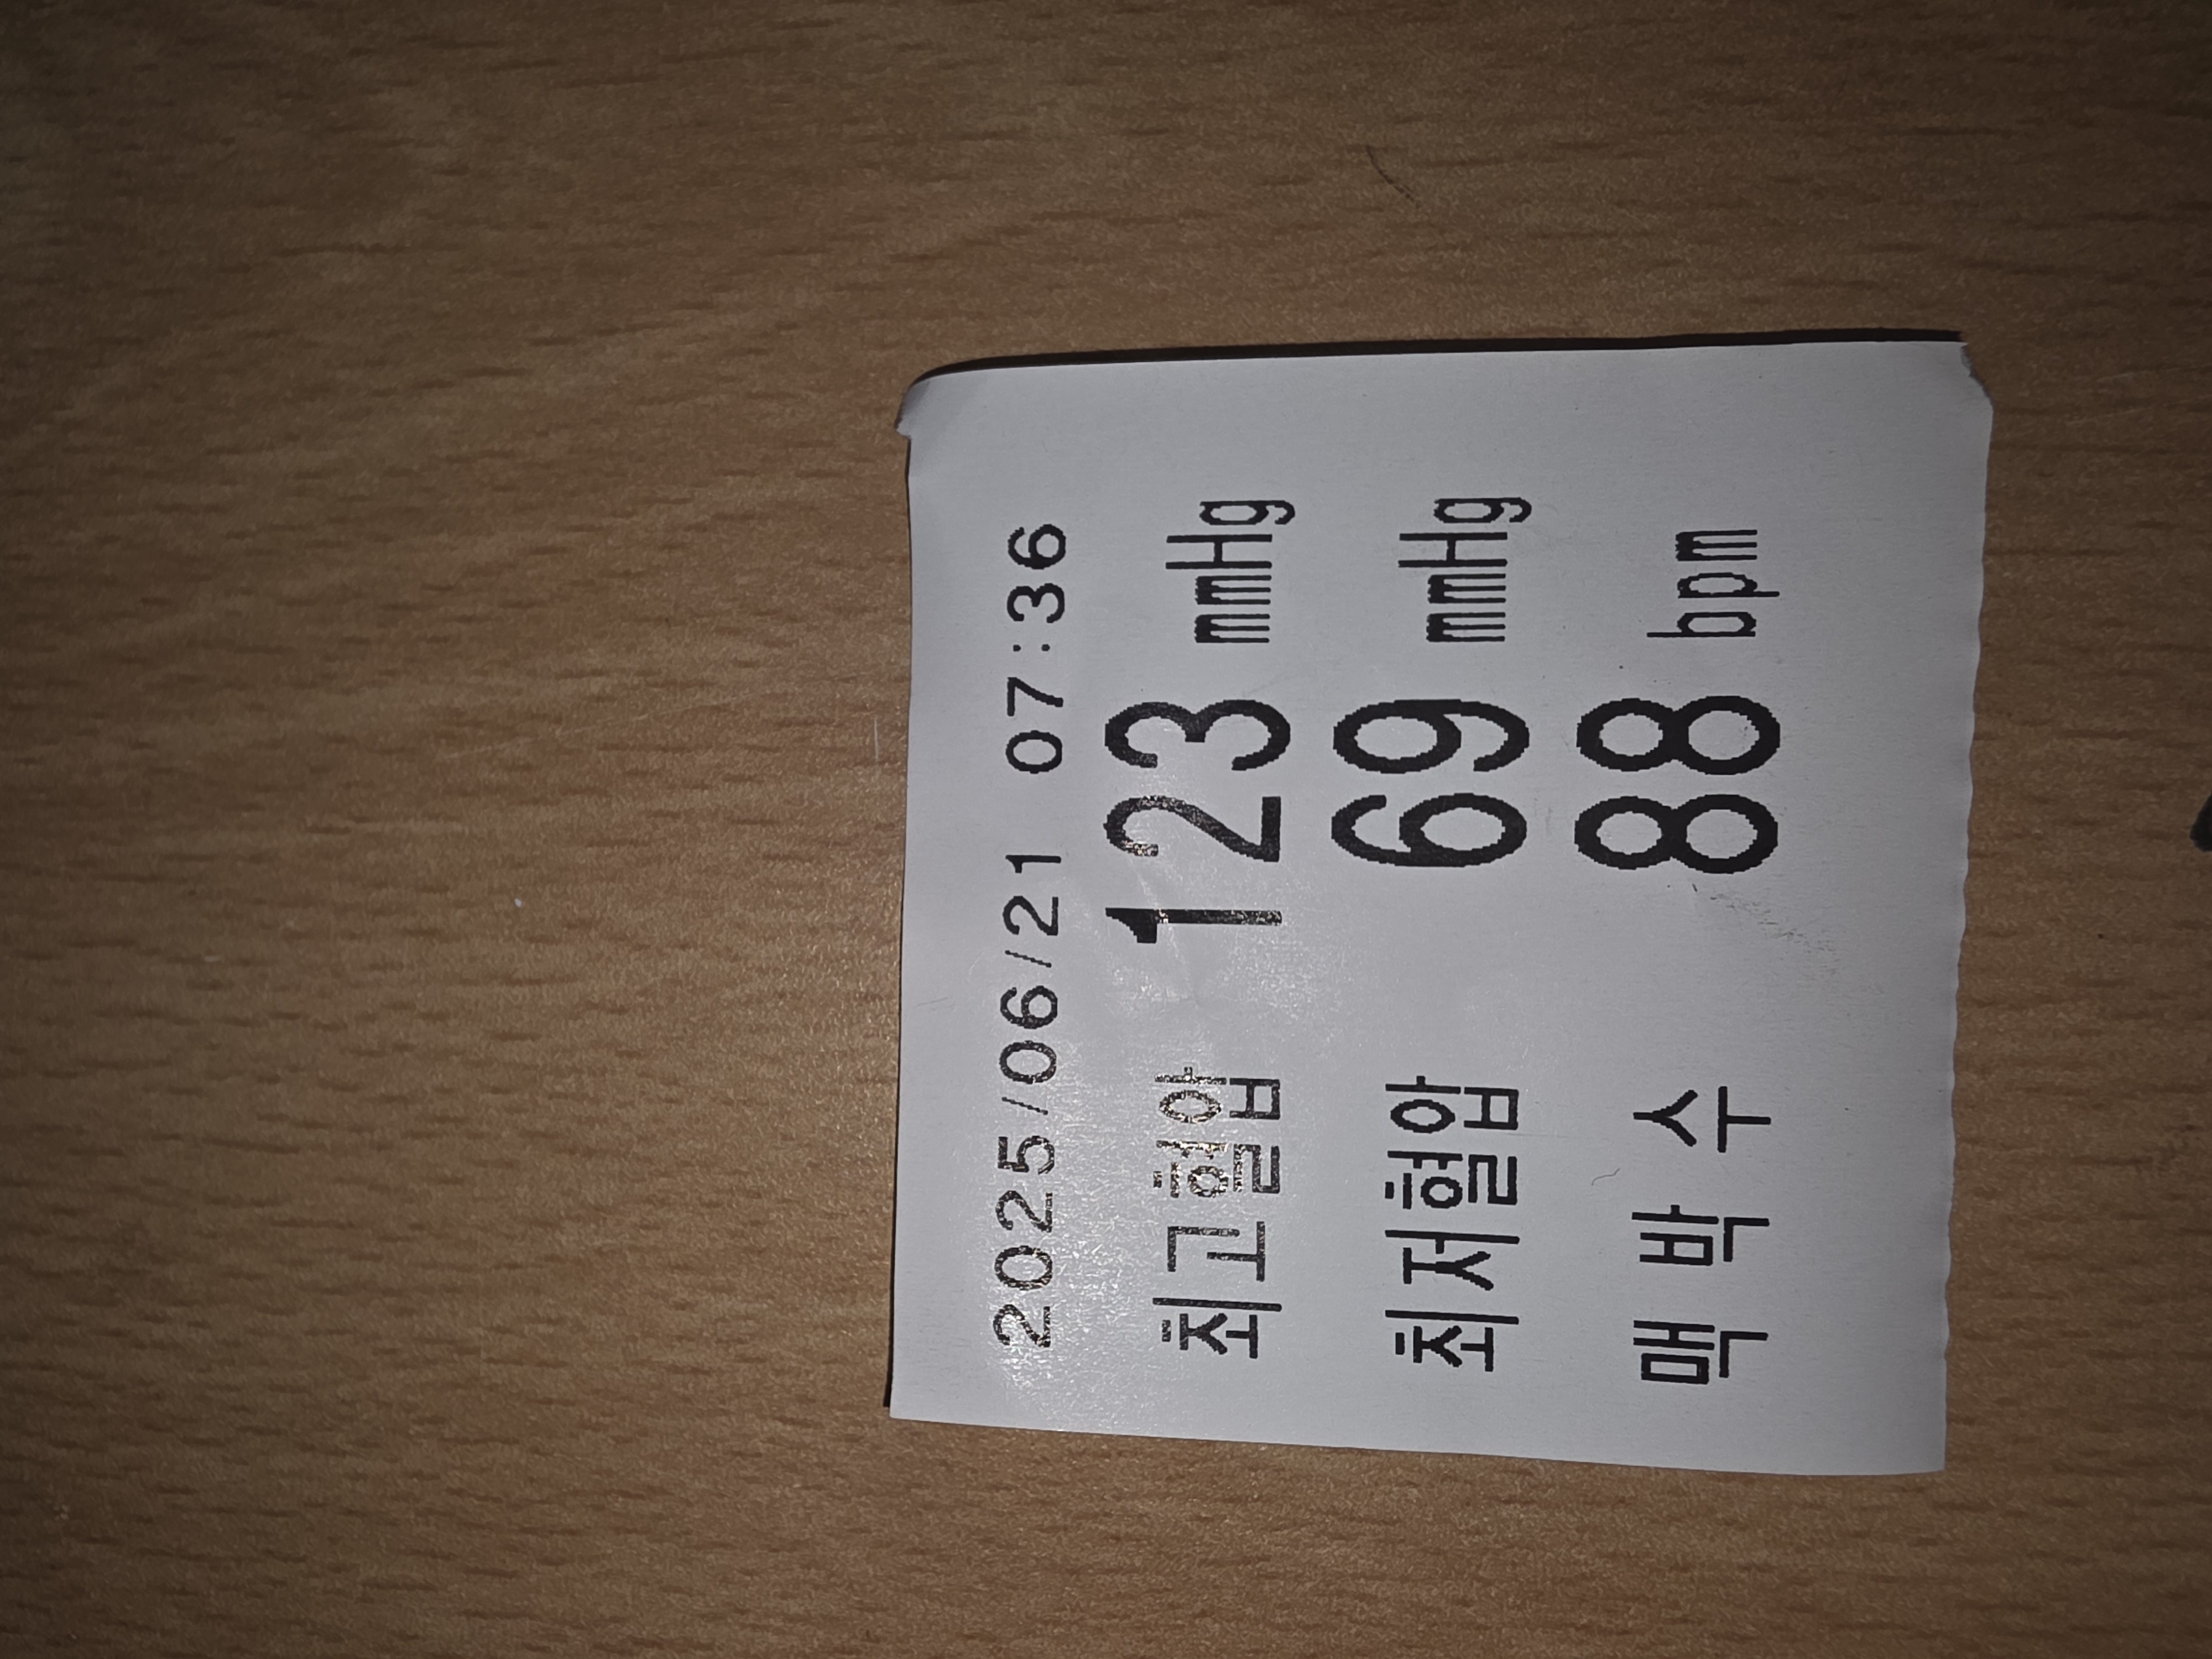 2025/06/21 07:36
최고혈압 123 mmHg
최저혈압 69 mmHg
맥 박 수 88 bpm